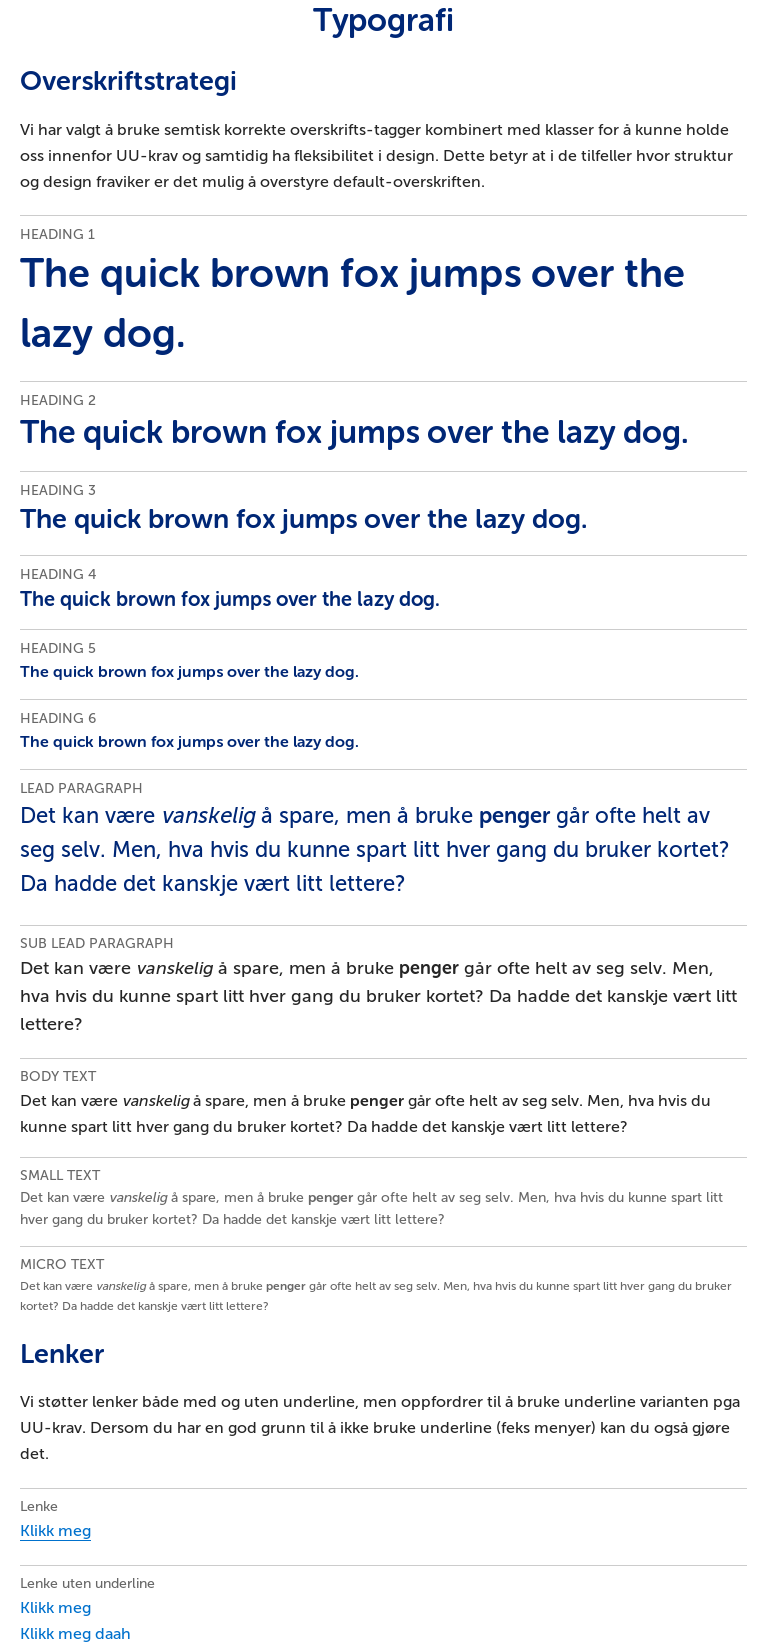 Typografi
Overskriftstrategi
Vi har valgt å bruke semtisk korrekte overskrifts-tagger kombinert med klasser for å kunne holde
oss innenfor UU-krav og samtidig ha fleksibilitet i design. Dette betyr at i de tilfeller hvor struktur
og design fraviker er det mulig å overstyre default-overskriften.
HEADING 1
The quick brown fox jumps over the
lazy dog.
HEADING 2
The quick brown fox jumps over the lazy dog.
HEADING 3
The quick brown fox jumps over the lazy dog.
HEADING 4
The quick brown fox jumps over the lazy dog.
HEADING 5
The quick brown fox jumps over the lazy dog.
HEADING 6
The quick brown fox jumps over the lazy dog.
LEAD PARAGRAPH
Det kan være vanskelig å spare, men å bruke penger går ofte helt av
seg selv. Men, hva hvis du kunne spart litt hver gang du bruker kortet?
Da hadde det kanskje vært litt lettere?
SUB LEAD PARAGRAPH
Det kan være vanskelig å spare, men å bruke penger går ofte helt av seg selv. Men,
hva hvis du kunne spart litt hver gang du bruker kortet? Da hadde det kanskje vært litt
lettere?
BODY TEXT
Det kan være vanskelig å spare, men å bruke penger går ofte helt av seg selv. Men, hva hvis du
kunne spart litt hver gang du bruker kortet? Da hadde det kanskje vært litt lettere?
SMALL TEXT
Det kan være vanskelig å spare, men å bruke penger går ofte helt av seg selv. Men, hva hvis du kunne spart litt
hver gang du bruker kortet? Da hadde det kanskje vært litt lettere?
MICRO TEXT
Det kan være vanskelig å spare, men å bruke penger går ofte helt av seg selv. Men, hva hvis du kunne spart litt hver gang du bruker
kortet? Da hadde det kanskje vært litt lettere?
Lenker
Vi støtter lenker både med og uten underline, men oppfordrer til å bruke underline varianten pga
UU-krav. Dersom du har en god grunn til å ikke bruke underline (feks menyer) kan du også gjøre
det.
Lenke
Klikk meg
Lenke uten underline
Klikk meg
Klikk meg daah